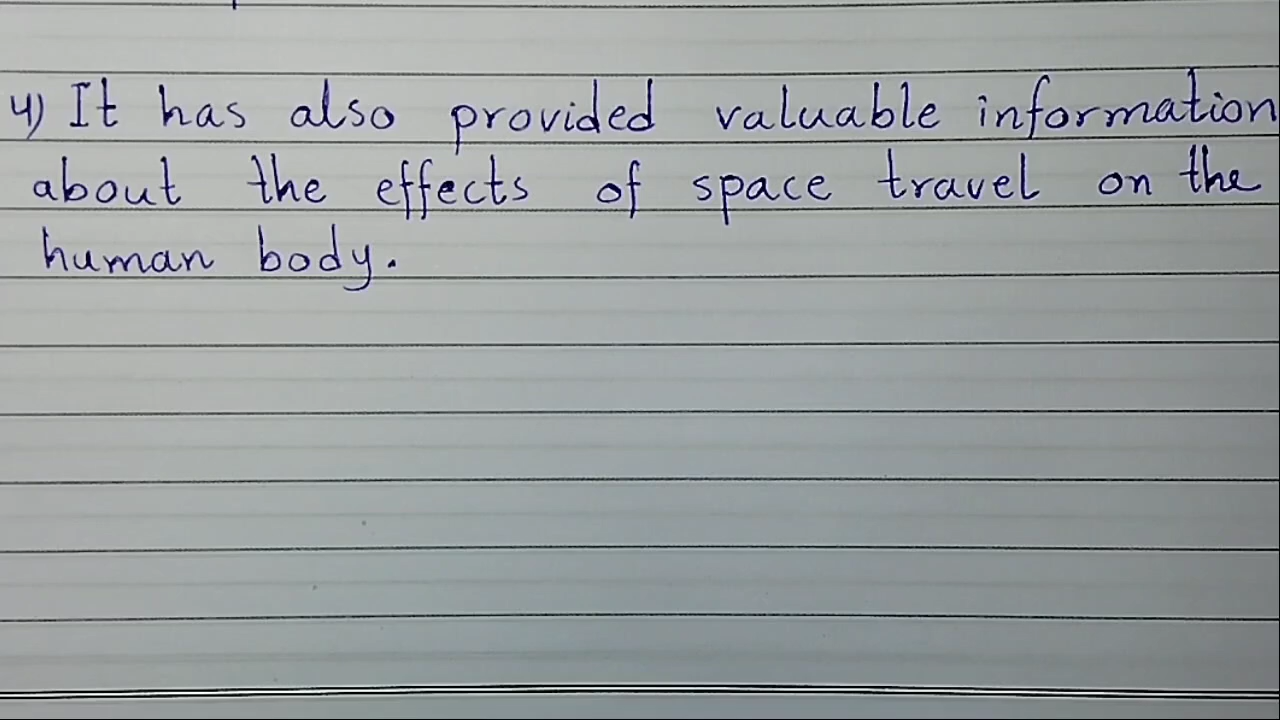 4) It has also provided valuable information
about the effects of space travel on the
human body.